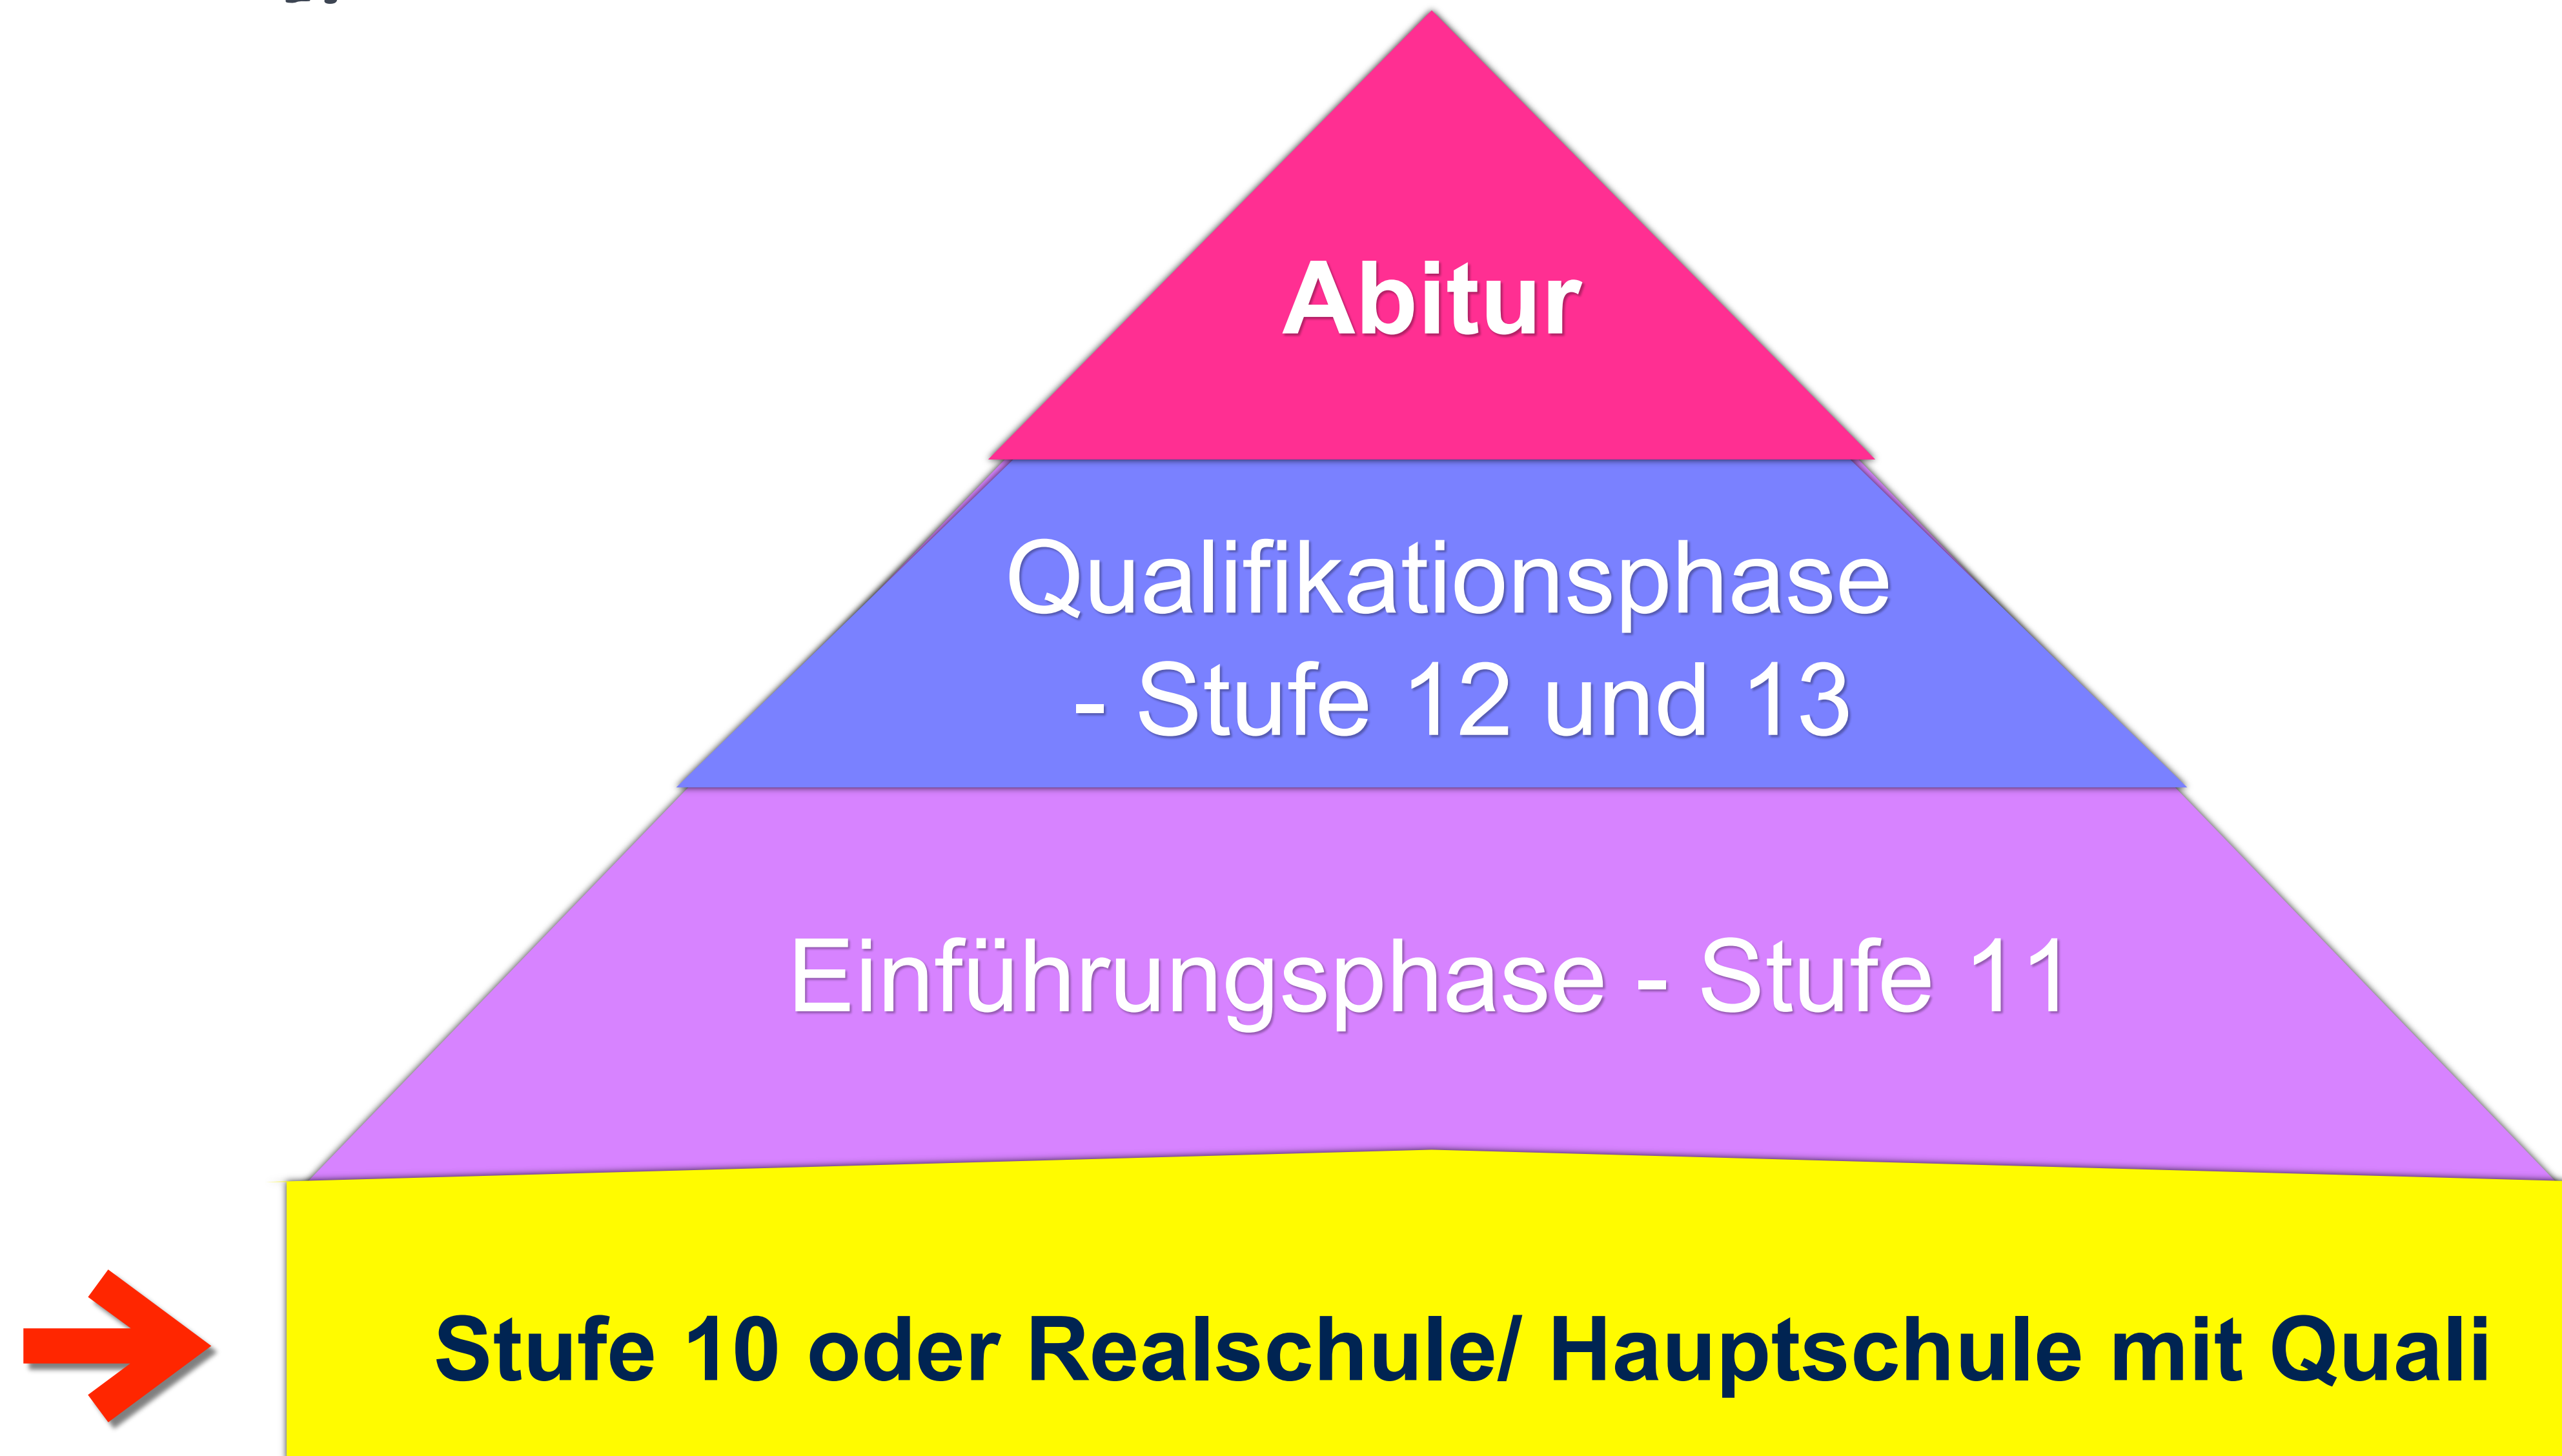 Abitur
Qualifikationsphase
- Stufe 12 und 13
Einführungsphase - Stufe 11
Stufe 10 oder Realschule/ Hauptschule mit Quali